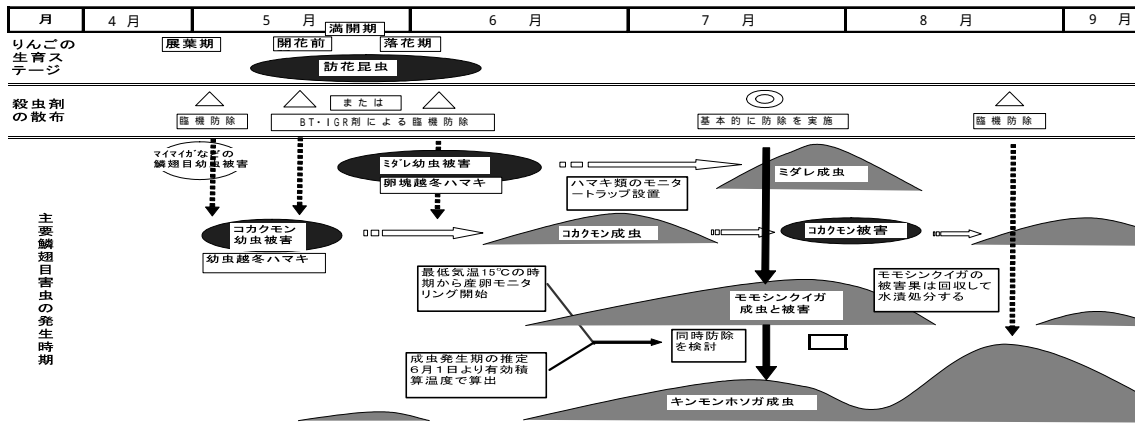 月 4 月 5 月 6 月 7 月 8 月 9 月
りんごの
生育ス
テージ
展葉期
開花前
満開期
落花期
訪花昆虫
殺虫剤
の散布
または
臨機防除
BT・IGR剤による臨機防除
基本的に防除を実施
臨機防除
主要鱗翅目害虫の発生時期
マイマイガなどの
鱗翅目幼虫被害
ミダレ幼虫被害
卵塊越冬ハマキ
ハマキ類のモニタ
ートラップ設置
ミダレ成虫
コカクモン
幼虫被害
幼虫越冬ハマキ
コカクモン成虫
コカクモン被害
最低気温15℃の時
期から産卵モニタ
リング開始
モモシンクイガ
成虫と被害
モモシンクイガの
被害果は回収して
水漬処分する
同時防除
を検討
成虫発生期の推定
6月1日より有効積
算温度で算出
キンモンホソガ成虫